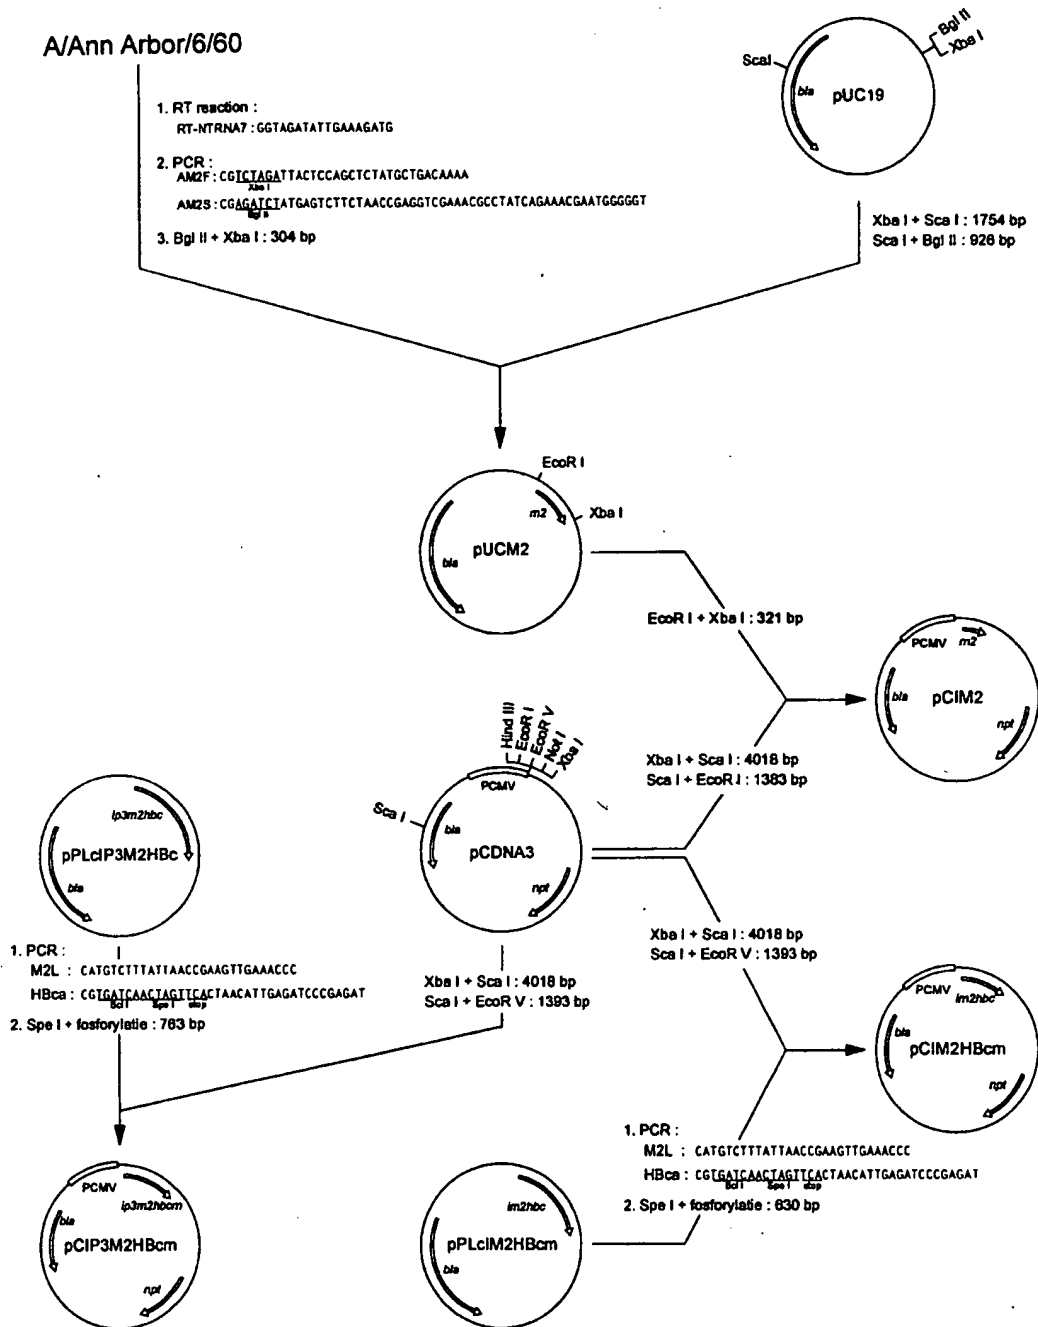 A/Ann Arbor/6/60
1. RT reaction :
RT-NTRNA7 : GGTAGATATTGAAAGATG
2. PCR :
AM2F : CGTCTAGATTACTCCAGCTCTATGCTGACAAAA
Xba I
AM2S : CGAGATCTATGAGTCTTCTAACCGAGGTCGAAACGCCTATCAGAAACGAATGGGGGT
Bgl II
3. Bgl II + Xba I : 304 bp
Sca I
Bgl II
Xba I
bla
pUC19
Xba I + Sca I : 1754 bp
Sca I + Bgl II : 926 bp
EcoR I
m2
Xba I
pUCM2
bla
EcoR I + Xba I : 321 bp
PCMV
m2
bla
pCIM2
npt
Hind III
EcoR I
EcoR V
Not I
Xba I
PCMV
Sca I
bla
pCDNA3
npt
Xba I + Sca I : 4018 bp
Sca I + EcoR I : 1383 bp
ip3m2hbc
pPLcIP3M2HBc
bla
1. PCR :
M2L : CATGTCTTTATTAACCGAAGTTGAAACCC
HBca : CGTGATCAACTAGTTCACTAACATTGAGATCCCGAGAT
Bcl I Spe I stop
2. Spe I + fosforylatie : 763 bp
Xba I + Sca I : 4018 bp
Sca I + EcoR V : 1393 bp
Xba I + Sca I : 4018 bp
Sca I + EcoR V : 1393 bp
PCMV
im2hbc
bla
pCIM2HBcm
npt
1. PCR :
M2L : CATGTCTTTATTAACCGAAGTTGAAACCC
HBca : CGTGATCAACTAGTTCACTAACATTGAGATCCCGAGAT
Bcl I Spe I stop
2. Spe I + fosforylatie : 630 bp
PCMV
ip3m2hbcm
bla
pCIP3M2HBcm
npt
im2hbc
pPLcIM2HBcm
bla